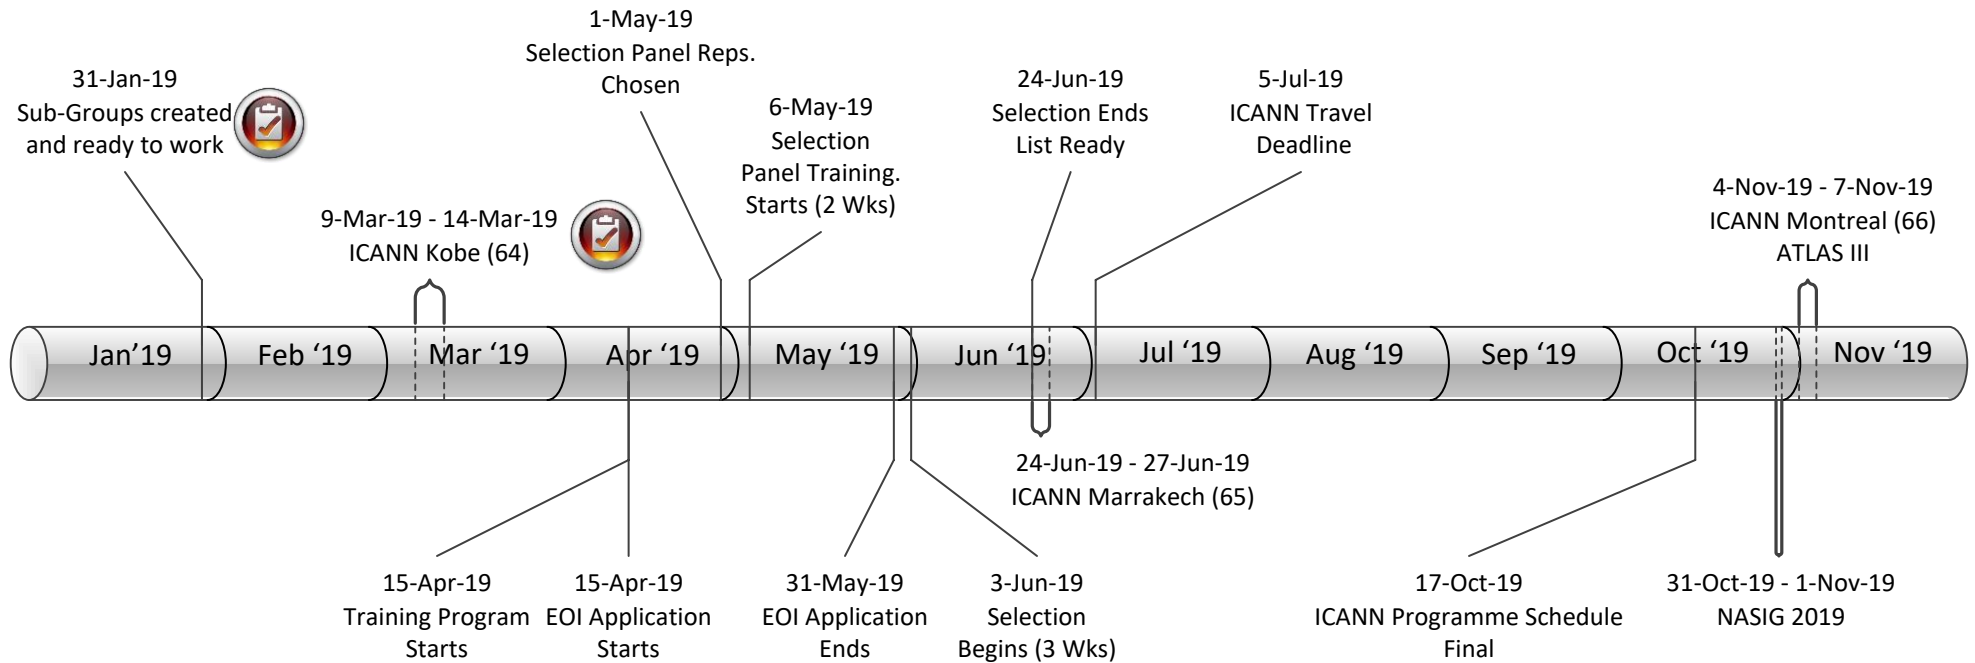 1-May-19
Selection Panel Reps.
Chosen
31-Jan-19
Sub-Groups created
and ready to work
24-Jun-19
Selection Ends
List Ready
5-Jul-19
ICANN Travel
Deadline
6-May-19
Selection
Panel Training.
Starts (2 Wks)
9-Mar-19 - 14-Mar-19
ICANN Kobe (64)
4-Nov-19 - 7-Nov-19
ICANN Montreal (66)
ATLAS III
Jan’19
Feb ‘19
Mar ‘19
Apr ‘19
May ‘19
Jun ‘19
Jul ‘19
Aug ‘19
Sep ‘19
Oct ‘19
Nov ‘19
24-Jun-19 - 27-Jun-19
ICANN Marrakech (65)
15-Apr-19
Training Program
Starts
15-Apr-19
EOI Application
Starts
31-May-19
EOI Application
Ends
3-Jun-19
Selection
Begins (3 Wks)
17-Oct-19
ICANN Programme Schedule
Final
31-Oct-19 - 1-Nov-19
NASIG 2019